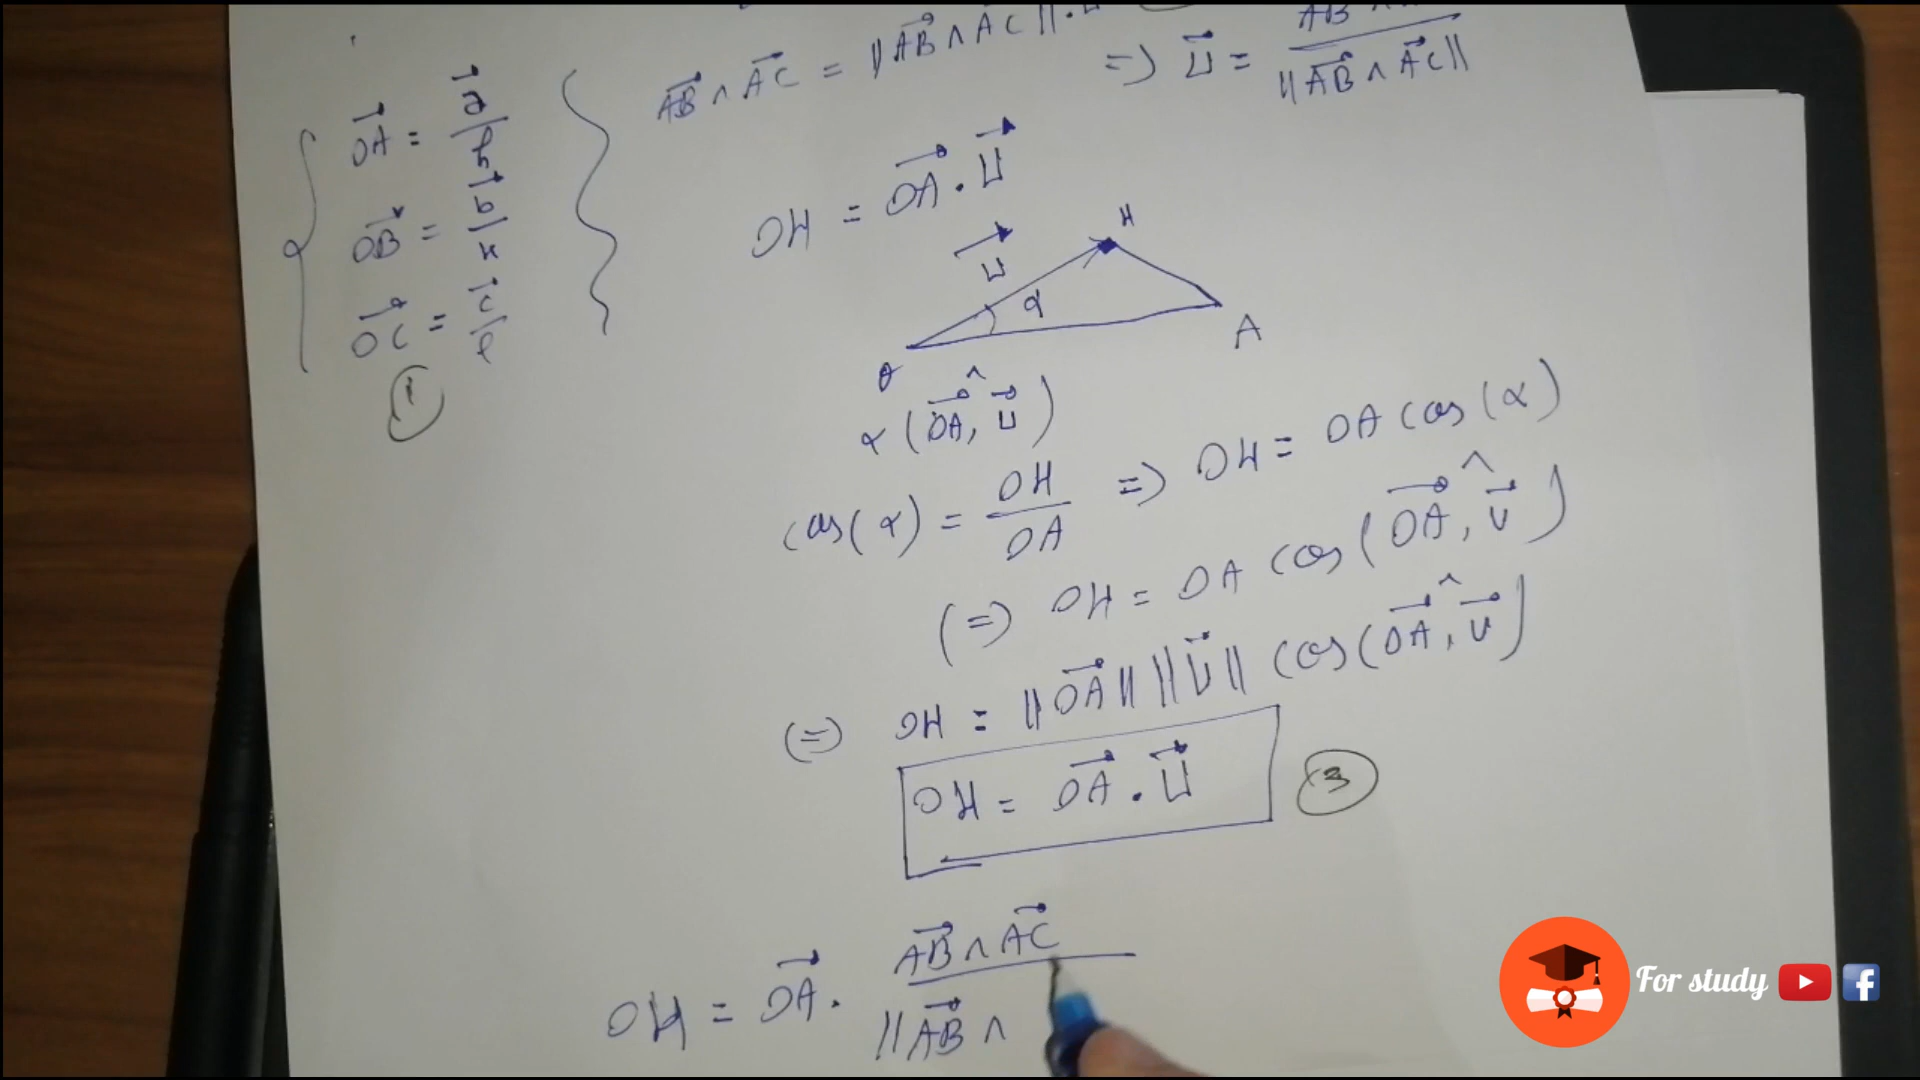 AB⃗ ∧ AC⃗ = ||AB⃗ ∧ AC⃗||.
=> U⃗ = AB⃗ ∧ / ||AB⃗ ∧ AC⃗||
OA⃗ = a⃗/h
OB⃗ = b⃗/k
OC⃗ = c⃗/l
1
OH = OA⃗ . U⃗
U⃗
H
α
O
A
α (OA⃗, U⃗)
cos(α) = OH/OA => OH = OA cos(α)
(=) OH = OA cos(OA⃗, U⃗)
(=) OH = ||OA⃗|| ||U⃗|| cos(OA⃗, U⃗)
OH = OA⃗ . U⃗
3
OH = OA⃗ . AB⃗ ∧ AC⃗ / ||AB⃗ ∧
For study